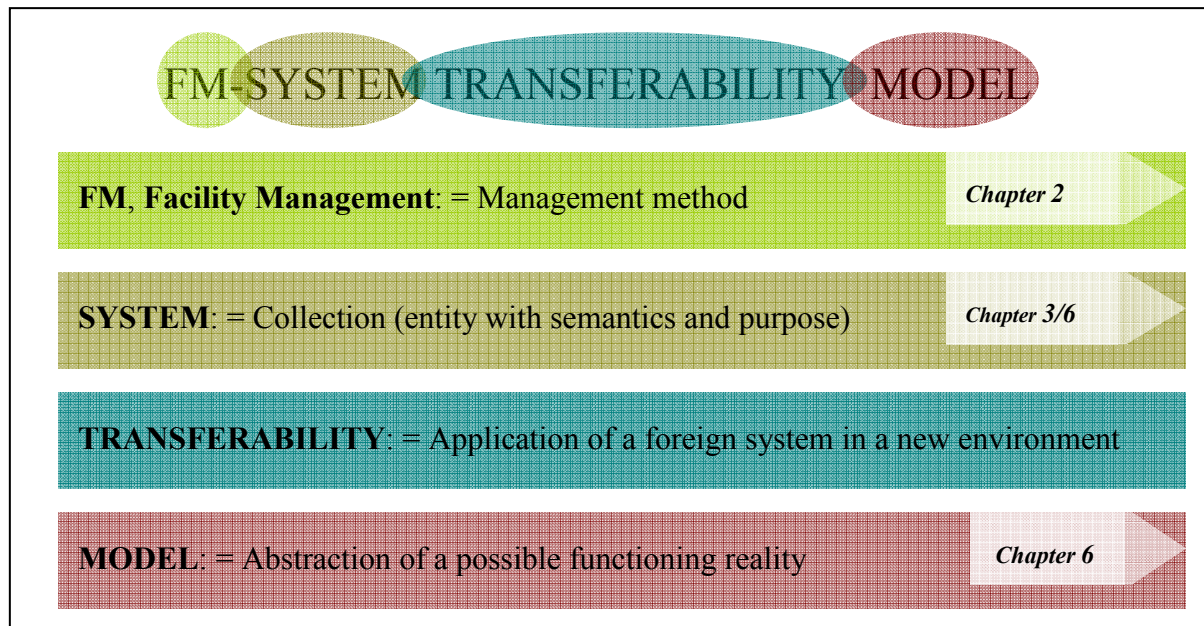 FM-SYSTEM TRANSFERABILITY MODEL
FM, Facility Management: = Management method
Chapter 2
SYSTEM: = Collection (entity with semantics and purpose)
Chapter 3/6
TRANSFERABILITY: = Application of a foreign system in a new environment
MODEL: = Abstraction of a possible functioning reality
Chapter 6